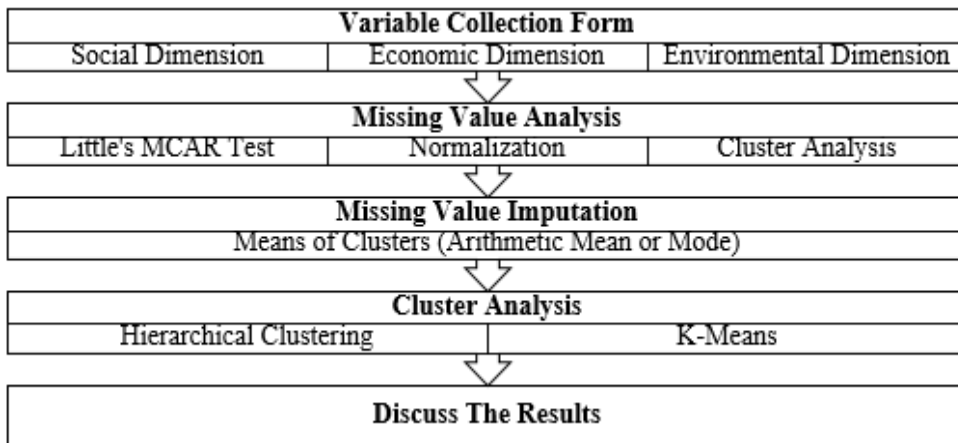 Variable Collection Form
Social Dimension Economic Dimension Environmental Dimension
Missing Value Analysis
Little's MCAR Test Normalization Cluster Analysis
Missing Value Imputation
Means of Clusters (Arithmetic Mean or Mode)
Cluster Analysis
Hierarchical Clustering K-Means
Discuss The Results